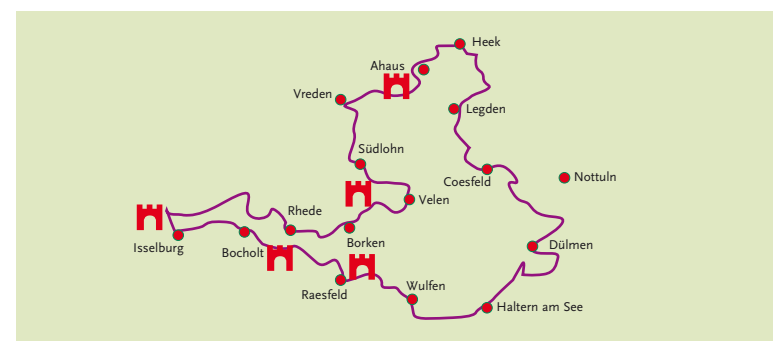 Heek
Ahaus
Vreden
Legden
Südlohn
Coesfeld
Nottuln
Velen
Rhede
Borken
Isselburg
Bocholt
Dülmen
Raesfeld
Wulfen
Haltern am See